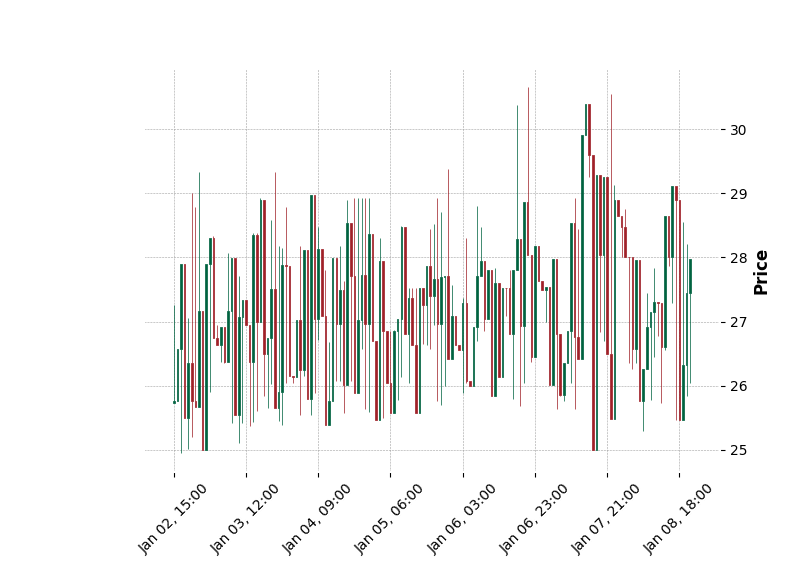 30
29
28
27
26
25
Price
Jan 02, 15:00
Jan 03, 12:00
Jan 04, 09:00
Jan 05, 06:00
Jan 06, 03:00
Jan 06, 23:00
Jan 07, 21:00
Jan 08, 18:00